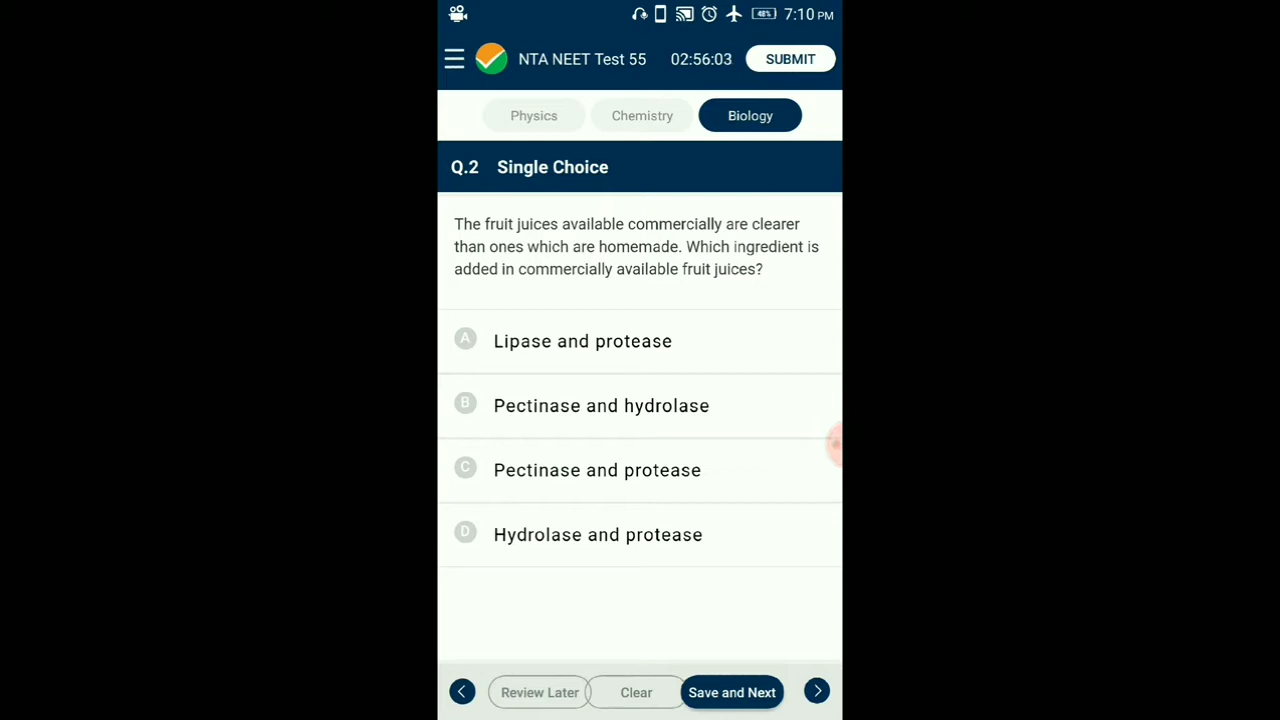 48% 7:10 PM
NTA NEET Test 55 02:56:03 SUBMIT
Physics Chemistry Biology
Q.2 Single Choice
The fruit juices available commercially are clearer
than ones which are homemade. Which ingredient is
added in commercially available fruit juices?
A Lipase and protease
B Pectinase and hydrolase
C Pectinase and protease
D Hydrolase and protease
Review Later Clear Save and Next